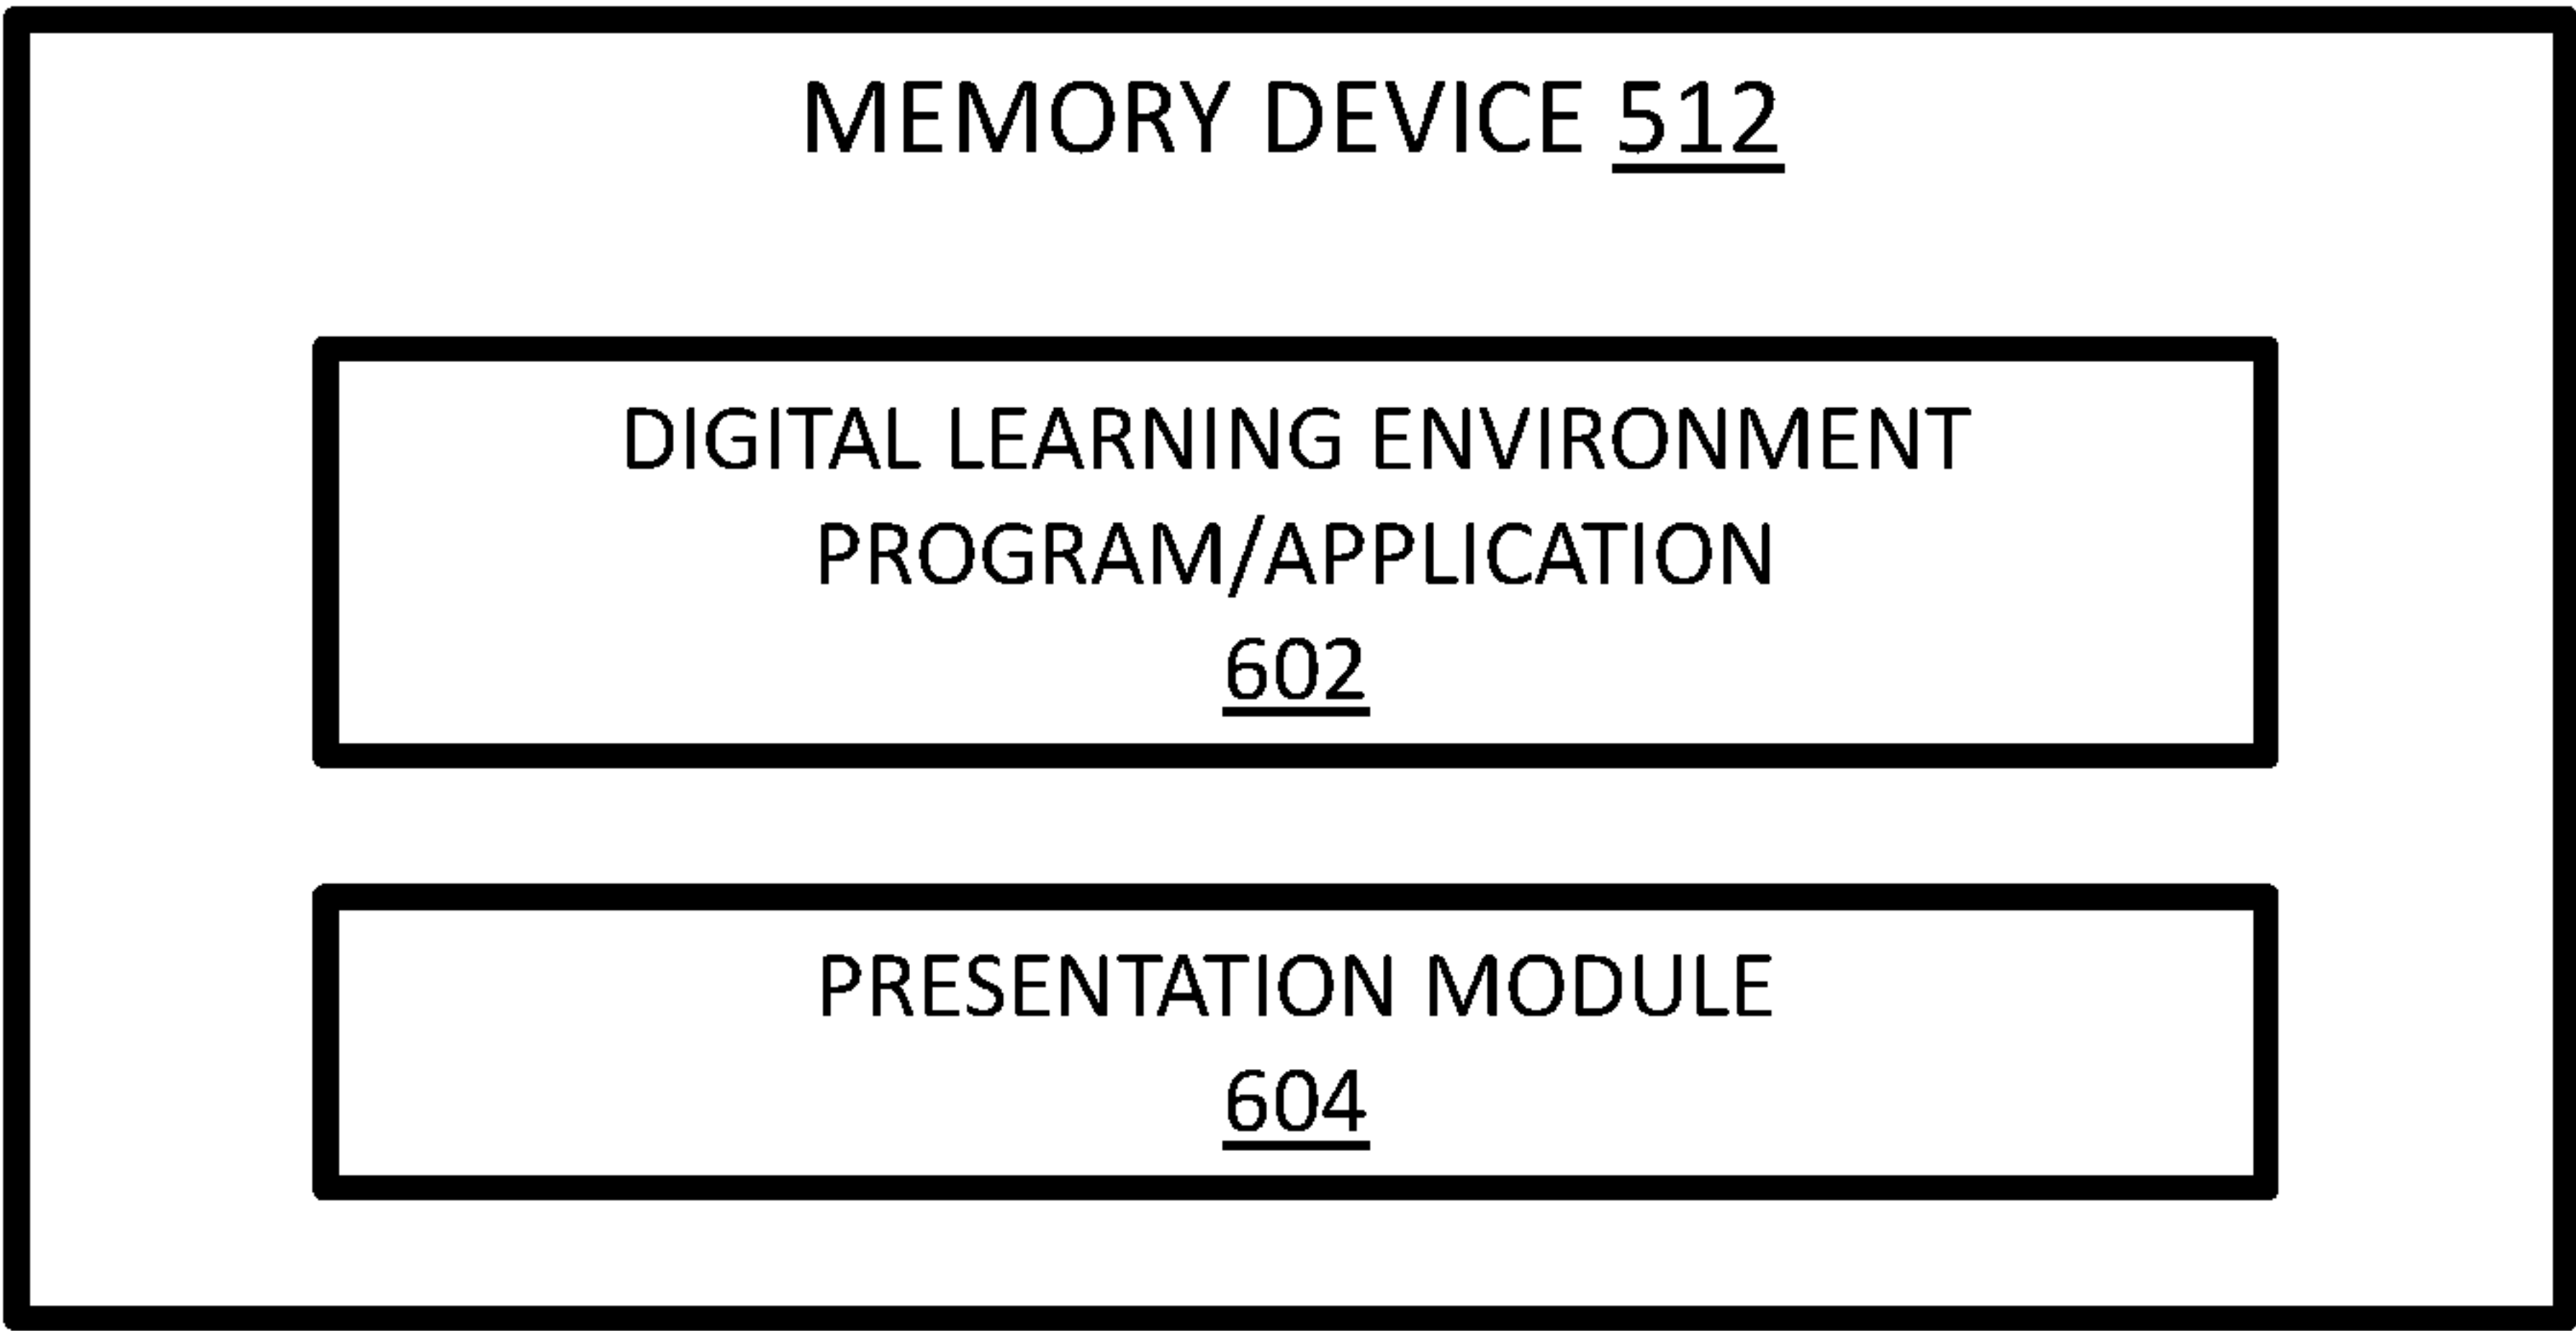 MEMORY DEVICE 512
DIGITAL LEARNING ENVIRONMENT
PROGRAM/APPLICATION
602
PRESENTATION MODULE
604